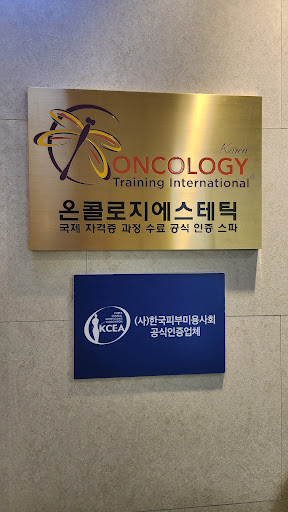 Korea
ONCOLOGY
Training International®
온콜로지에스테틱
국제 자격증 과정 수료 공식 인증 스파
KCEA
(사)한국피부미용사회
공식인증업체